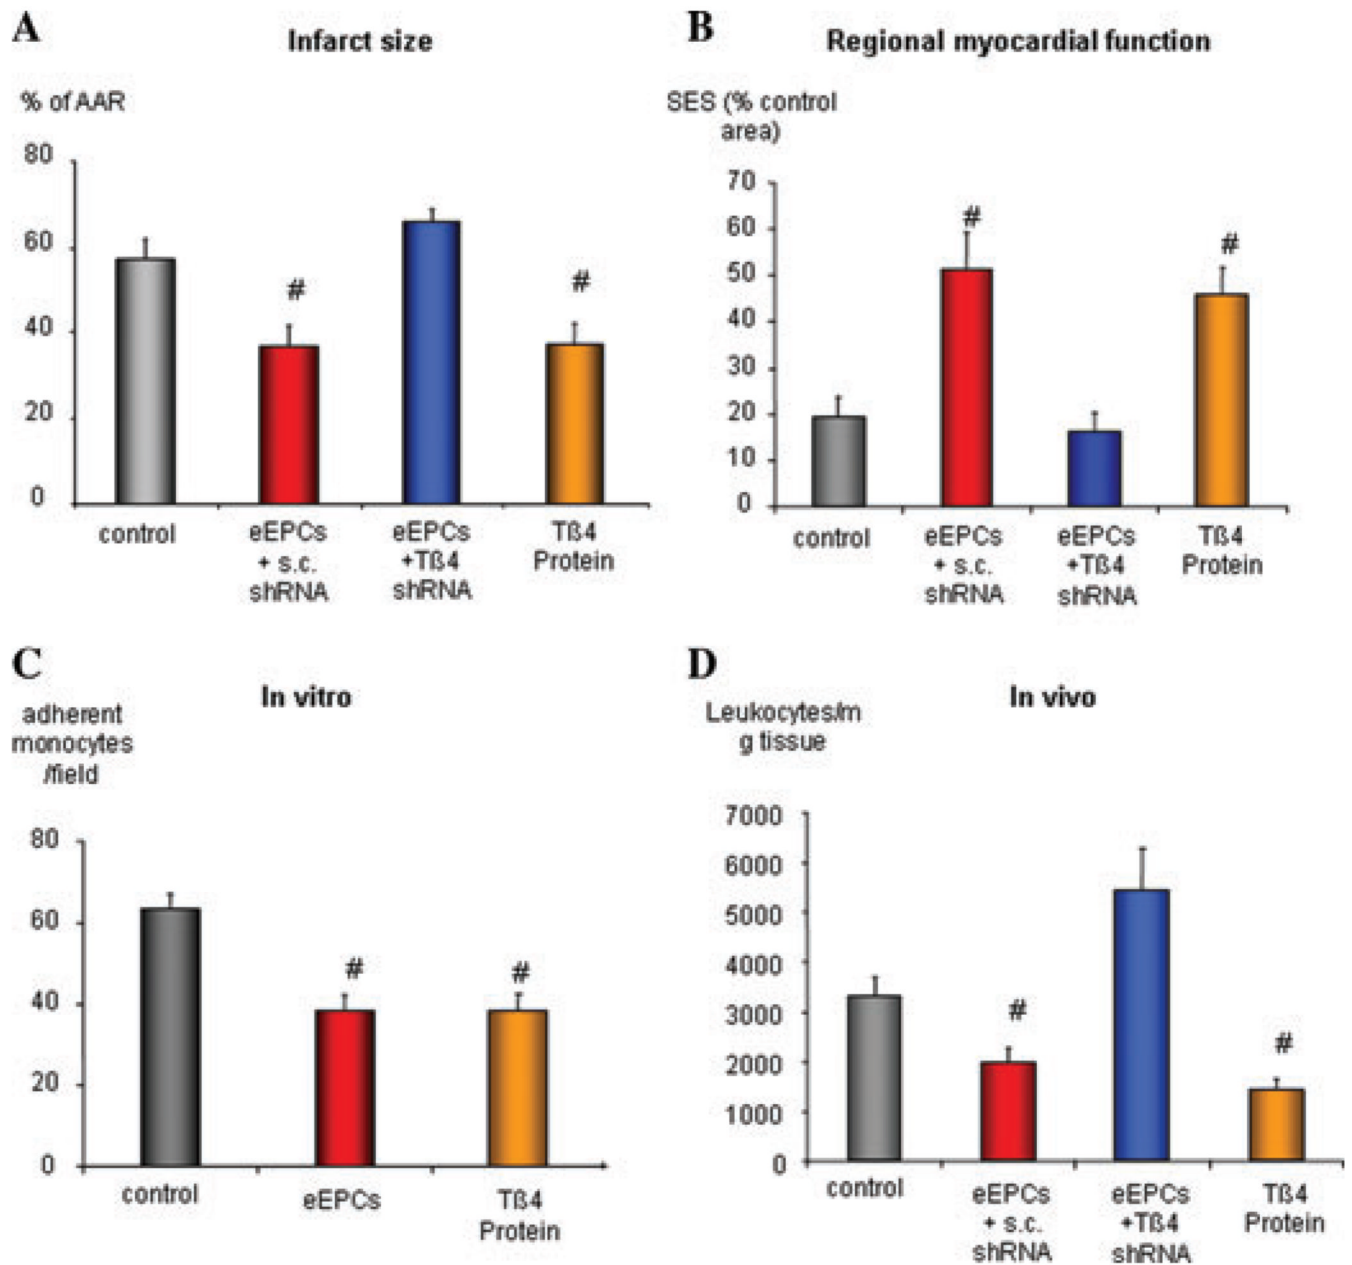 A
Infarct size
% of AAR
80
60
40
20
0
#
#
control
eEPCs
+ s.c.
shRNA
eEPCs
+Tß4
shRNA
Tß4
Protein
B
Regional myocardial function
SES (% control
area)
70
60
50
40
30
20
10
0
#
#
control
eEPCs
+ s.c.
shRNA
eEPCs
+Tß4
shRNA
Tß4
Protein
C
In vitro
adherent
monocytes
/field
80
60
40
20
0
#
#
control
eEPCs
Tß4
Protein
D
In vivo
Leukocytes/m
g tissue
7000
6000
5000
4000
3000
2000
1000
0
#
#
control
eEPCs
+ s.c.
shRNA
eEPCs
+Tß4
shRNA
Tß4
Protein